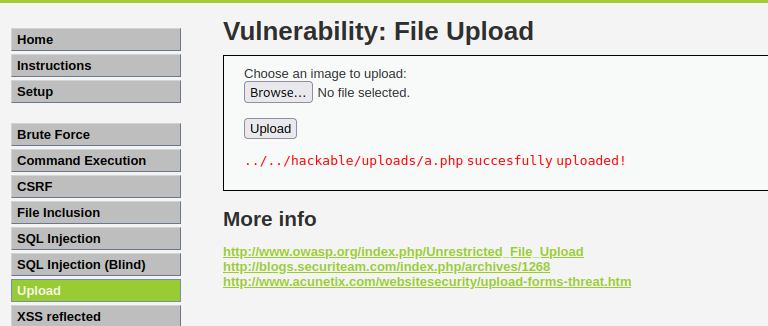 Home
Instructions
Setup
Brute Force
Command Execution
CSRF
File Inclusion
SQL Injection
SQL Injection (Blind)
Upload
XSS reflected
Vulnerability: File Upload
Choose an image to upload:
Browse... No file selected.
Upload
../../hackable/uploads/a.php succesfully uploaded!
More info
http://www.owasp.org/index.php/Unrestricted_File_Upload
http://blogs.securiteam.com/index.php/archives/1268
http://www.acunetix.com/websitesecurity/upload-forms-threat.htm